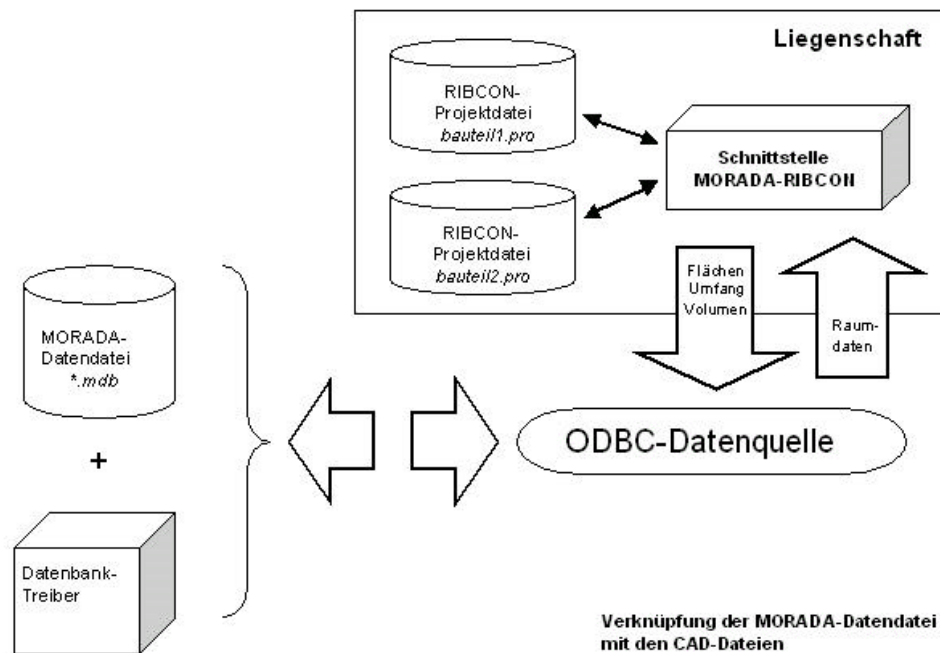 Liegenschaft
RIBCON-
Projektdatei
bauteil1.pro
Schnittstelle
MORADA-RIBCON
RIBCON-
Projektdatei
bauteil2.pro
Flächen
Umfang
Volumen
Raum-
daten
MORADA-
Datendatei
*.mdb
+
ODBC-Datenquelle
Datenbank-
Treiber
Verknüpfung der MORADA-Datendatei
mit den CAD-Dateien